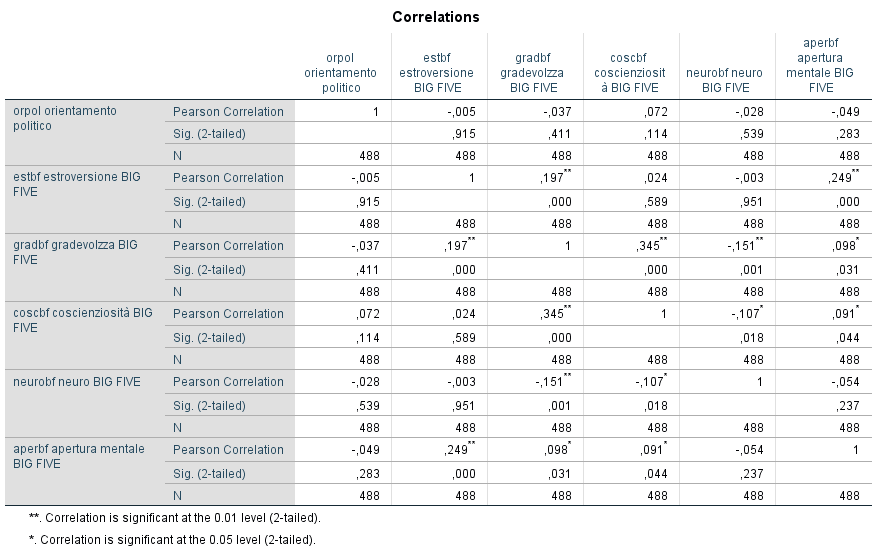 Correlations
orpol orientamento politico estbf estroversione BIG FIVE gradbf gradevolzza BIG FIVE coscbf coscienziosit à BIG FIVE neurobf neuro BIG FIVE aperbf apertura mentale BIG FIVE
orpol orientamento politico Pearson Correlation 1 -,005 -,037 ,072 -,028 -,049
Sig. (2-tailed) ,915 ,411 ,114 ,539 ,283
N 488 488 488 488 488 488
estbf estroversione BIG FIVE Pearson Correlation -,005 1 ,197** ,024 -,003 ,249**
Sig. (2-tailed) ,915 ,000 ,589 ,951 ,000
N 488 488 488 488 488 488
gradbf gradevolzza BIG FIVE Pearson Correlation -,037 ,197** 1 ,345** -,151** ,098*
Sig. (2-tailed) ,411 ,000 ,000 ,001 ,031
N 488 488 488 488 488 488
coscbf coscienziosità BIG FIVE Pearson Correlation ,072 ,024 ,345** 1 -,107* ,091*
Sig. (2-tailed) ,114 ,589 ,000 ,018 ,044
N 488 488 488 488 488 488
neurobf neuro BIG FIVE Pearson Correlation -,028 -,003 -,151** -,107* 1 -,054
Sig. (2-tailed) ,539 ,951 ,001 ,018 ,237
N 488 488 488 488 488 488
aperbf apertura mentale BIG FIVE Pearson Correlation -,049 ,249** ,098* ,091* -,054 1
Sig. (2-tailed) ,283 ,000 ,031 ,044 ,237
N 488 488 488 488 488 488
**. Correlation is significant at the 0.01 level (2-tailed).
*. Correlation is significant at the 0.05 level (2-tailed).